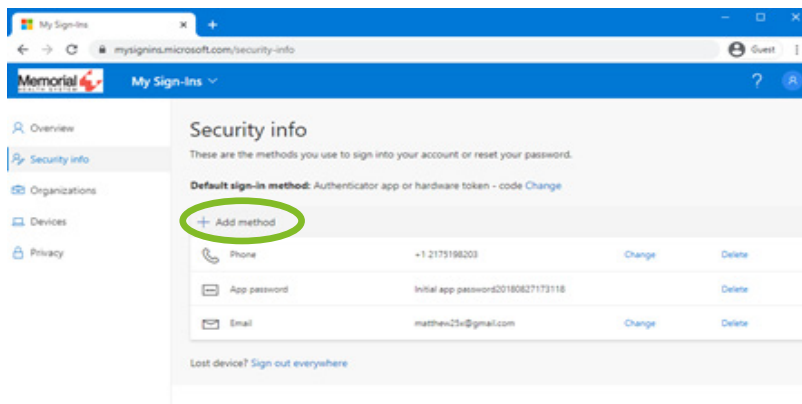 My Sign-Ins
mysignins.microsoft.com/security-info
Guest
Memorial
HEALTH SYSTEM
My Sign-Ins
?
R
Overview
Security info
Organizations
Devices
Privacy
Security info
These are the methods you use to sign into your account or reset your password.
Default sign-in method: Authenticator app or hardware token - code Change
+ Add method
Phone +1 2175198203 Change Delete
App password Initial app password20180827173118 Delete
Email matthew25x@gmail.com Change Delete
Lost device? Sign out everywhere